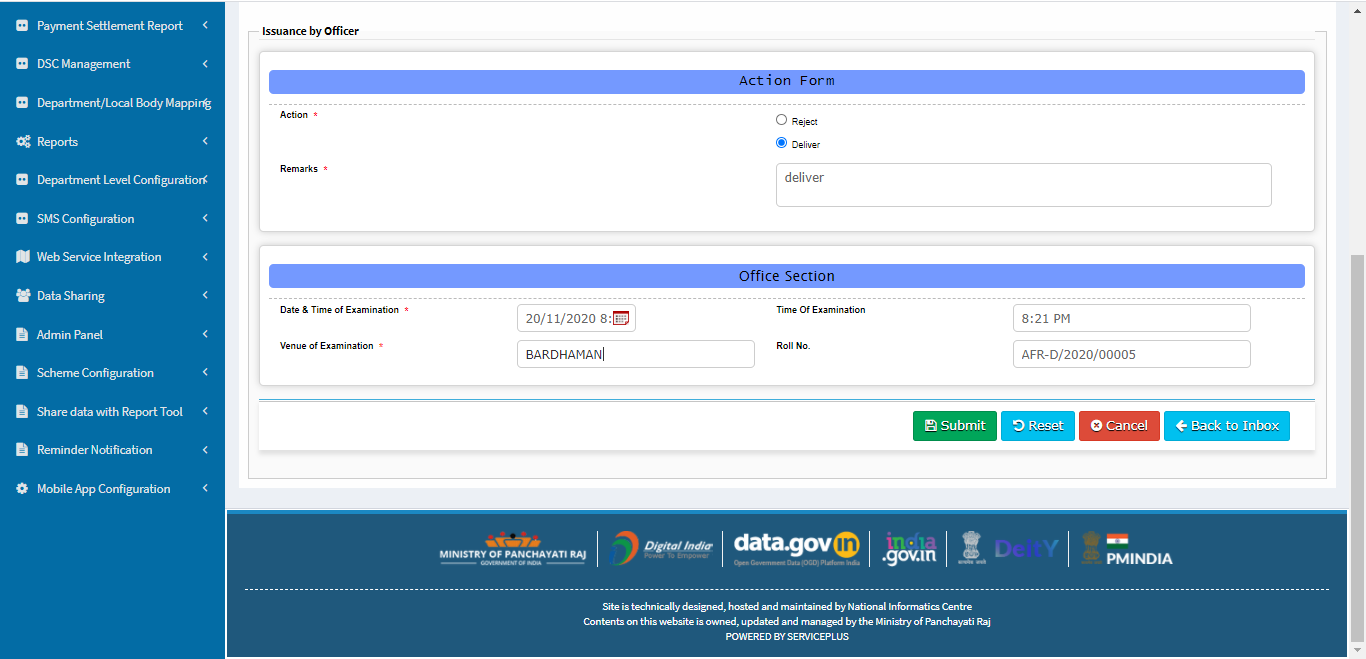 Payment Settlement Report
DSC Management
Department/Local Body Mapping
Reports
Department Level Configuration
SMS Configuration
Web Service Integration
Data Sharing
Admin Panel
Scheme Configuration
Share data with Report Tool
Reminder Notification
Mobile App Configuration
Issuance by Officer
Action Form
Action *
Reject
Deliver
Remarks *
deliver
Office Section
Date & Time of Examination *
20/11/2020 8:
Time Of Examination
8:21 PM
Venue of Examination *
BARDHAMAN
Roll No.
AFR-D/2020/00005
Submit
Reset
Cancel
Back to Inbox
MINISTRY OF PANCHAYATI RAJ
GOVERNMENT OF INDIA
Digital India
Power To Empower
data.gov in
Open Government Data (OGD) Platform India
india
.gov.in
DeitY
PMINDIA
Site is technically designed, hosted and maintained by National Informatics Centre
Contents on this website is owned, updated and managed by the Ministry of Panchayati Raj
POWERED BY SERVICEPLUS